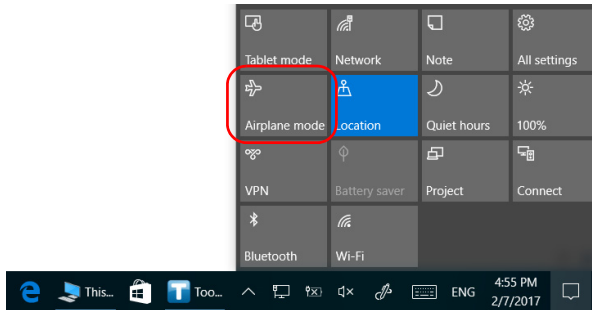 Tablet mode Network Note All settings
Airplane mode Location Quiet hours 100%
VPN Battery saver Project Connect
Bluetooth Wi-Fi
This... Too... ENG 4:55 PM
2/7/2017